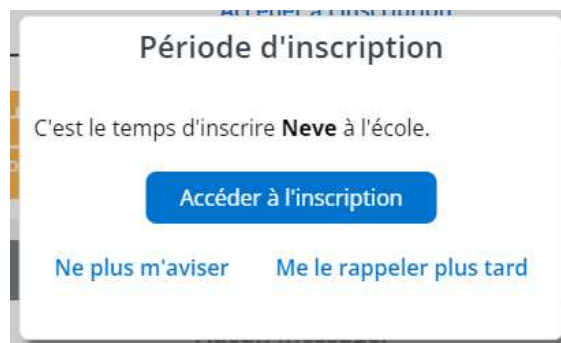 Période d'inscription
C'est le temps d'inscrire Neve à l'école.
Accéder à l'inscription
Ne plus m'aviser Me le rappeler plus tard